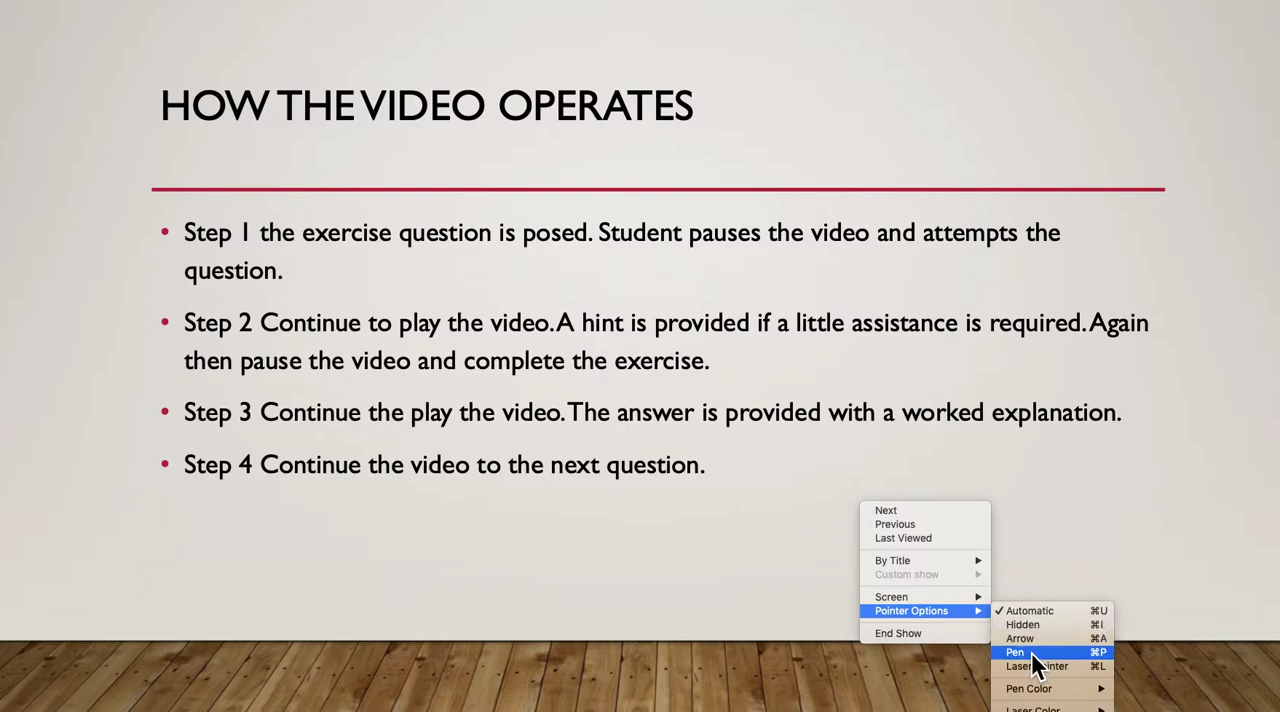 HOW THE VIDEO OPERATES
• Step 1 the exercise question is posed. Student pauses the video and attempts the
question.
• Step 2 Continue to play the video. A hint is provided if a little assistance is required. Again
then pause the video and complete the exercise.
• Step 3 Continue the play the video. The answer is provided with a worked explanation.
• Step 4 Continue the video to the next question.
Next
Previous
Last Viewed
By Title
Custom show
Screen
Pointer Options
End Show
✓ Automatic ⌘U
Hidden ⌘I
Arrow ⌘A
Pen ⌘P
Laser ⌘L
Pen Color
Laser Color